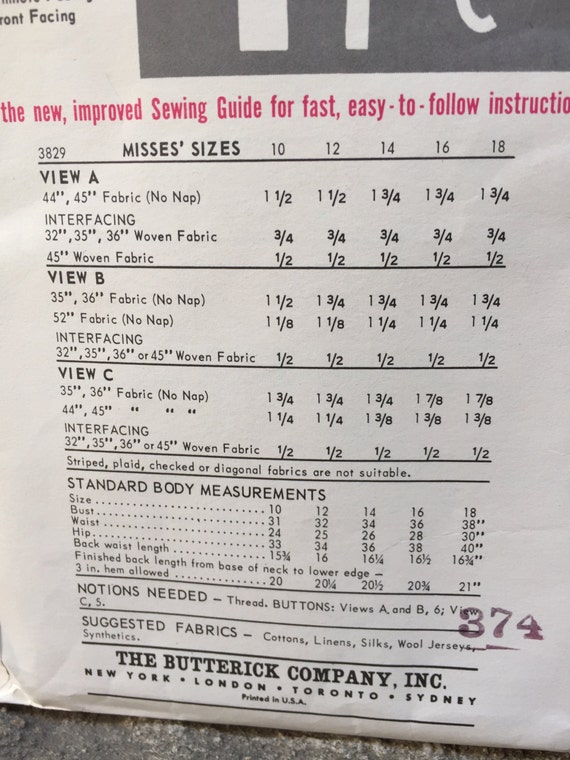 ront Facing
the new, improved Sewing Guide for fast, easy-to-follow instructio
3829 MISSES' SIZES 10 12 14 16 18
VIEW A
44", 45" Fabric (No Nap) 1 1/2 1 1/2 1 3/4 1 3/4 1 3/4
INTERFACING
32", 35", 36" Woven Fabric 3/4 3/4 3/4 3/4 3/4
45" Woven Fabric 1/2 1/2 1/2 1/2 1/2
VIEW B
35", 36" Fabric (No Nap) 1 1/2 1 3/4 1 3/4 1 3/4 1 3/4
52" Fabric (No Nap) 1 1/8 1 1/8 1 1/4 1 1/4 1 1/4
INTERFACING
32", 35", 36" or 45" Woven Fabric 1/2 1/2 1/2 1/2 1/2
VIEW C
35", 36" Fabric (No Nap) 1 3/4 1 3/4 1 3/4 1 7/8 1 7/8
44", 45" " " " 1 1/4 1 1/4 1 3/8 1 3/8 1 3/8
INTERFACING
32", 35", 36" or 45" Woven Fabric 1/2 1/2 1/2 1/2 1/2
Striped, plaid, checked or diagonal fabrics are not suitable.
STANDARD BODY MEASUREMENTS
Size 10 12 14 16 18
Bust 31 32 34 36 38"
Waist 24 25 26 28 30"
Hip 33 34 36 38 40"
Back waist length 15¾ 16 16¼ 16½ 16¾"
Finished back length from base of neck to lower edge —
3 in. hem allowed 20 20¼ 20½ 20¾ 21"
NOTIONS NEEDED — Thread. BUTTONS: Views A and B, 6; View
C, 5.
374
SUGGESTED FABRICS — Cottons, Linens, Silks, Wool Jerseys,
Synthetics.
THE BUTTERICK COMPANY, INC.
NEW YORK • LONDON • TORONTO • SYDNEY
Printed in U.S.A.